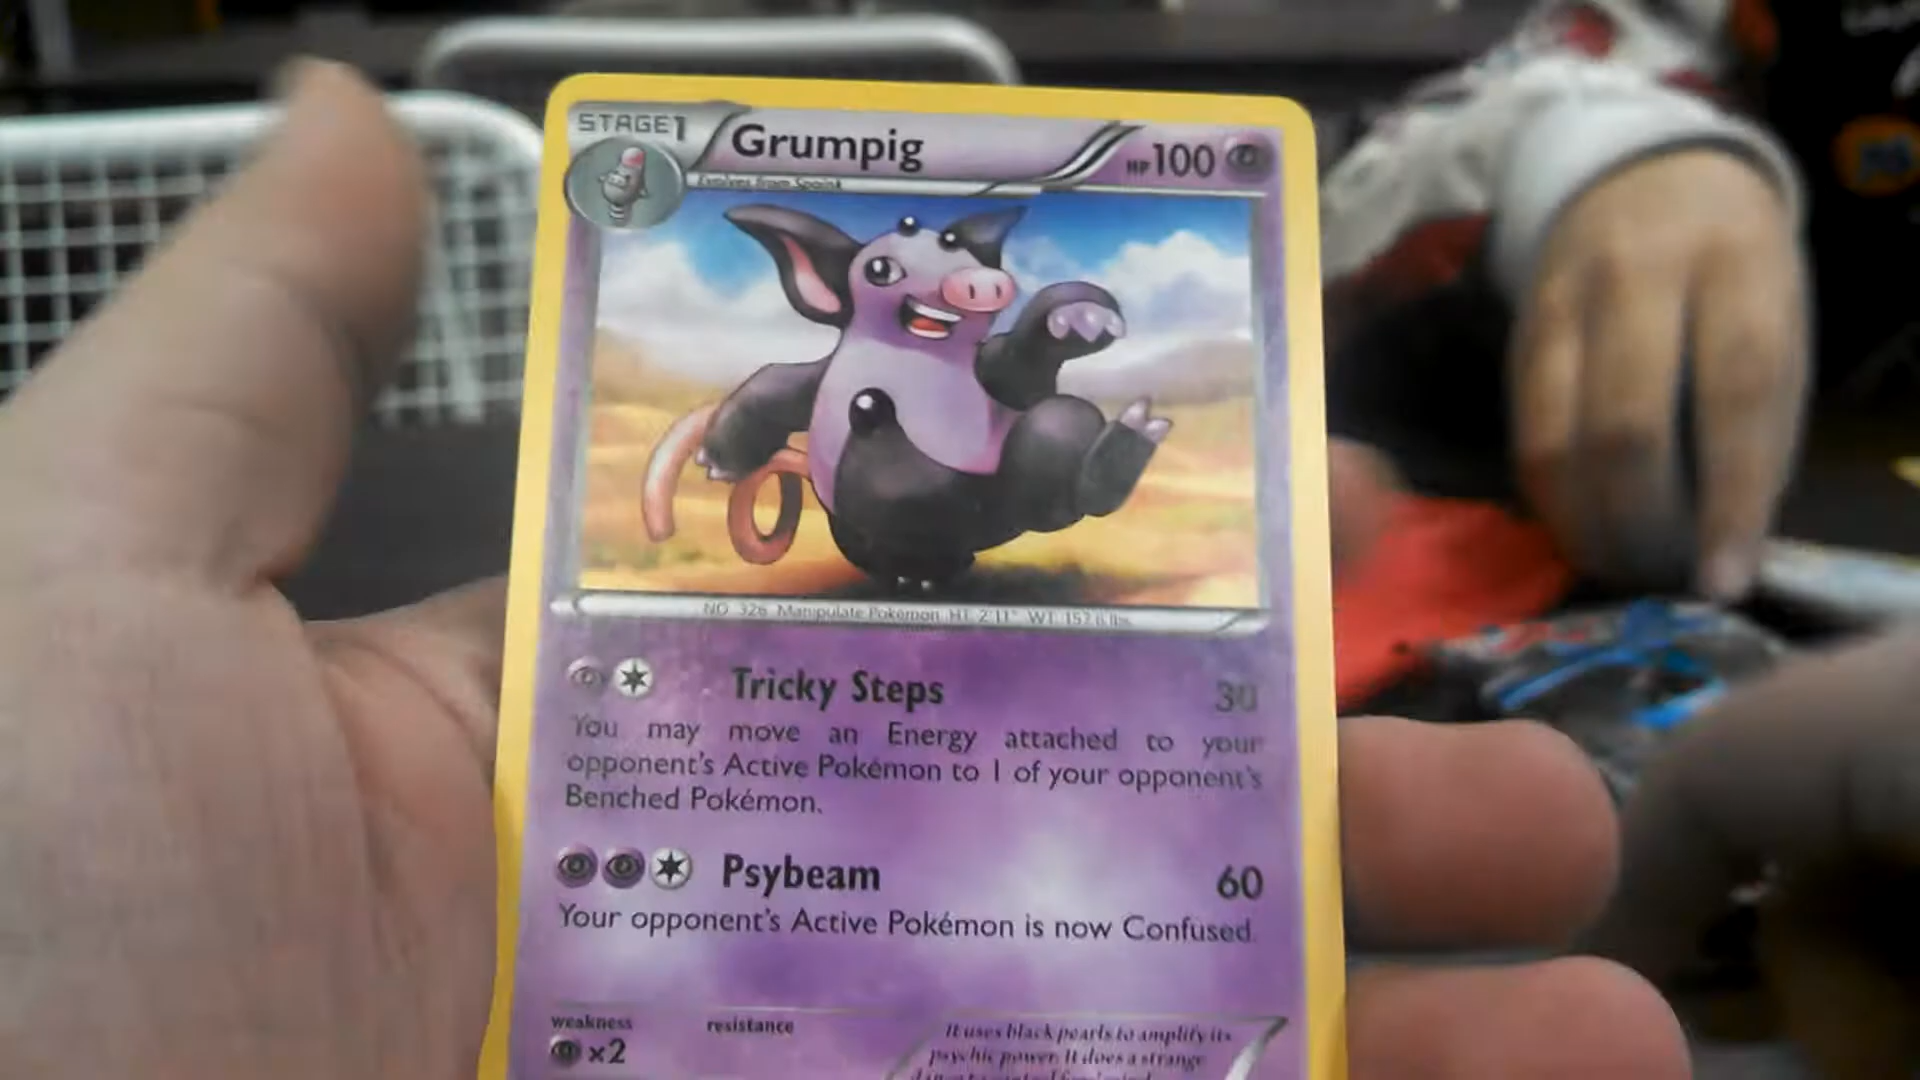 STAGE1
Grumpig
HP100
Evolves from Spoink
NO. 326 Manipulate Pokémon HT 2'11" WT 157.6 lbs.
Tricky Steps 30
You may move an Energy attached to your
opponent's Active Pokémon to 1 of your opponent's
Benched Pokémon.
Psybeam 60
Your opponent's Active Pokémon is now Confused.
weakness
resistance
×2
It uses black pearls to amplify its
psychic power. It does a strange